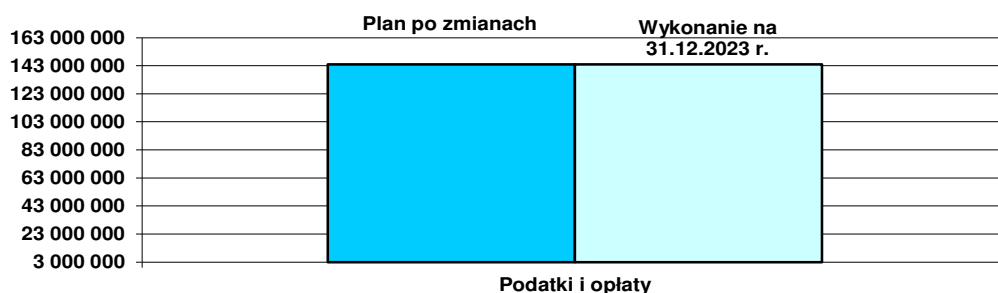 Plan po zmianach
Wykonanie na
31.12.2023 r.
163 000 000
143 000 000
123 000 000
103 000 000
83 000 000
63 000 000
43 000 000
23 000 000
3 000 000
Podatki i opłaty